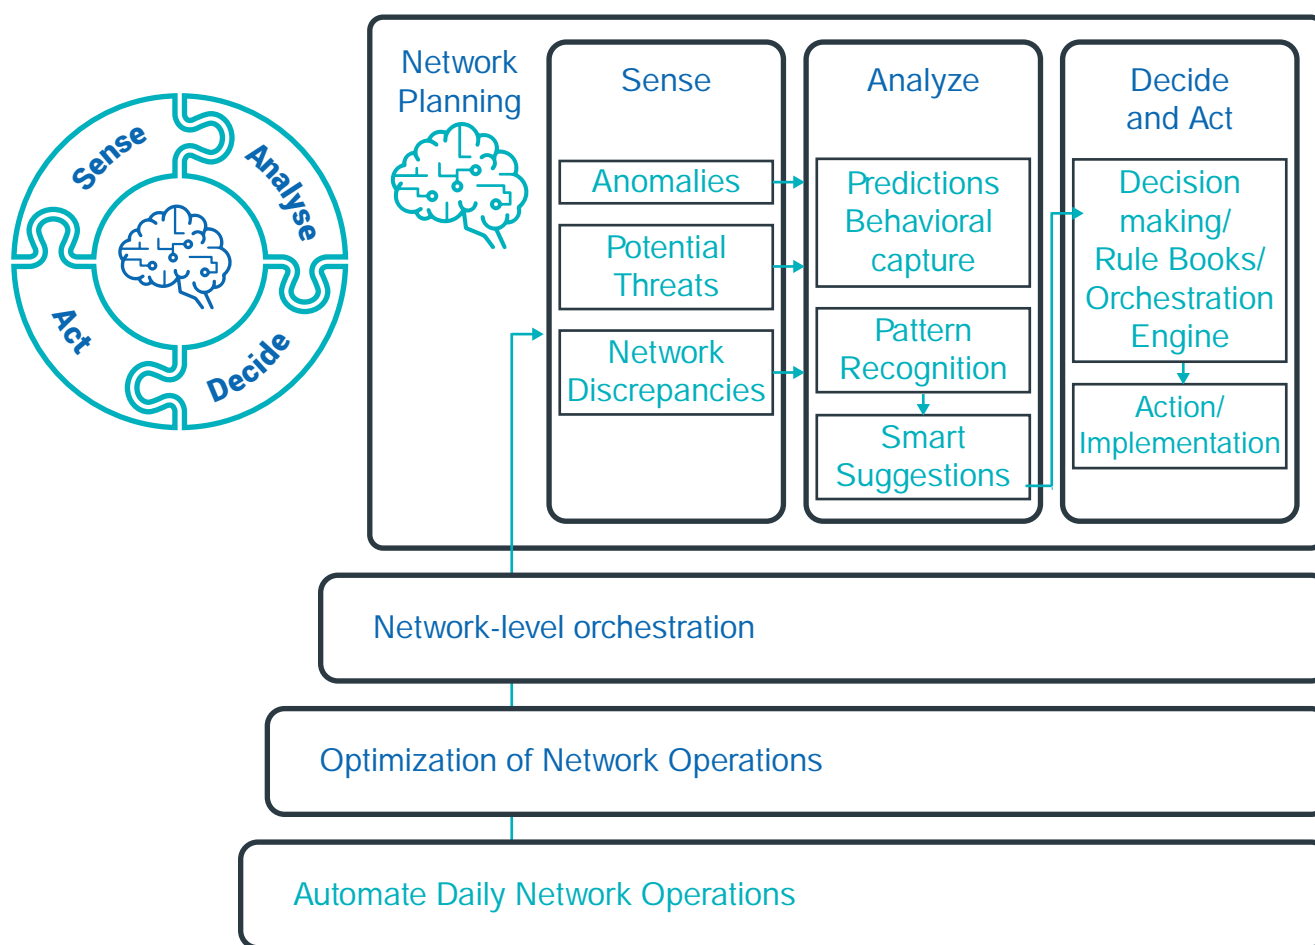 Sense
Analyse
Decide
Act
Network
Planning
Sense
Anomalies
Potential
Threats
Network
Discrepancies
Analyze
Predictions
Behavioral
capture
Pattern
Recognition
Smart
Suggestions
Decide
and Act
Decision
making/
Rule Books/
Orchestration
Engine
Action/
Implementation
Network-level orchestration
Optimization of Network Operations
Automate Daily Network Operations